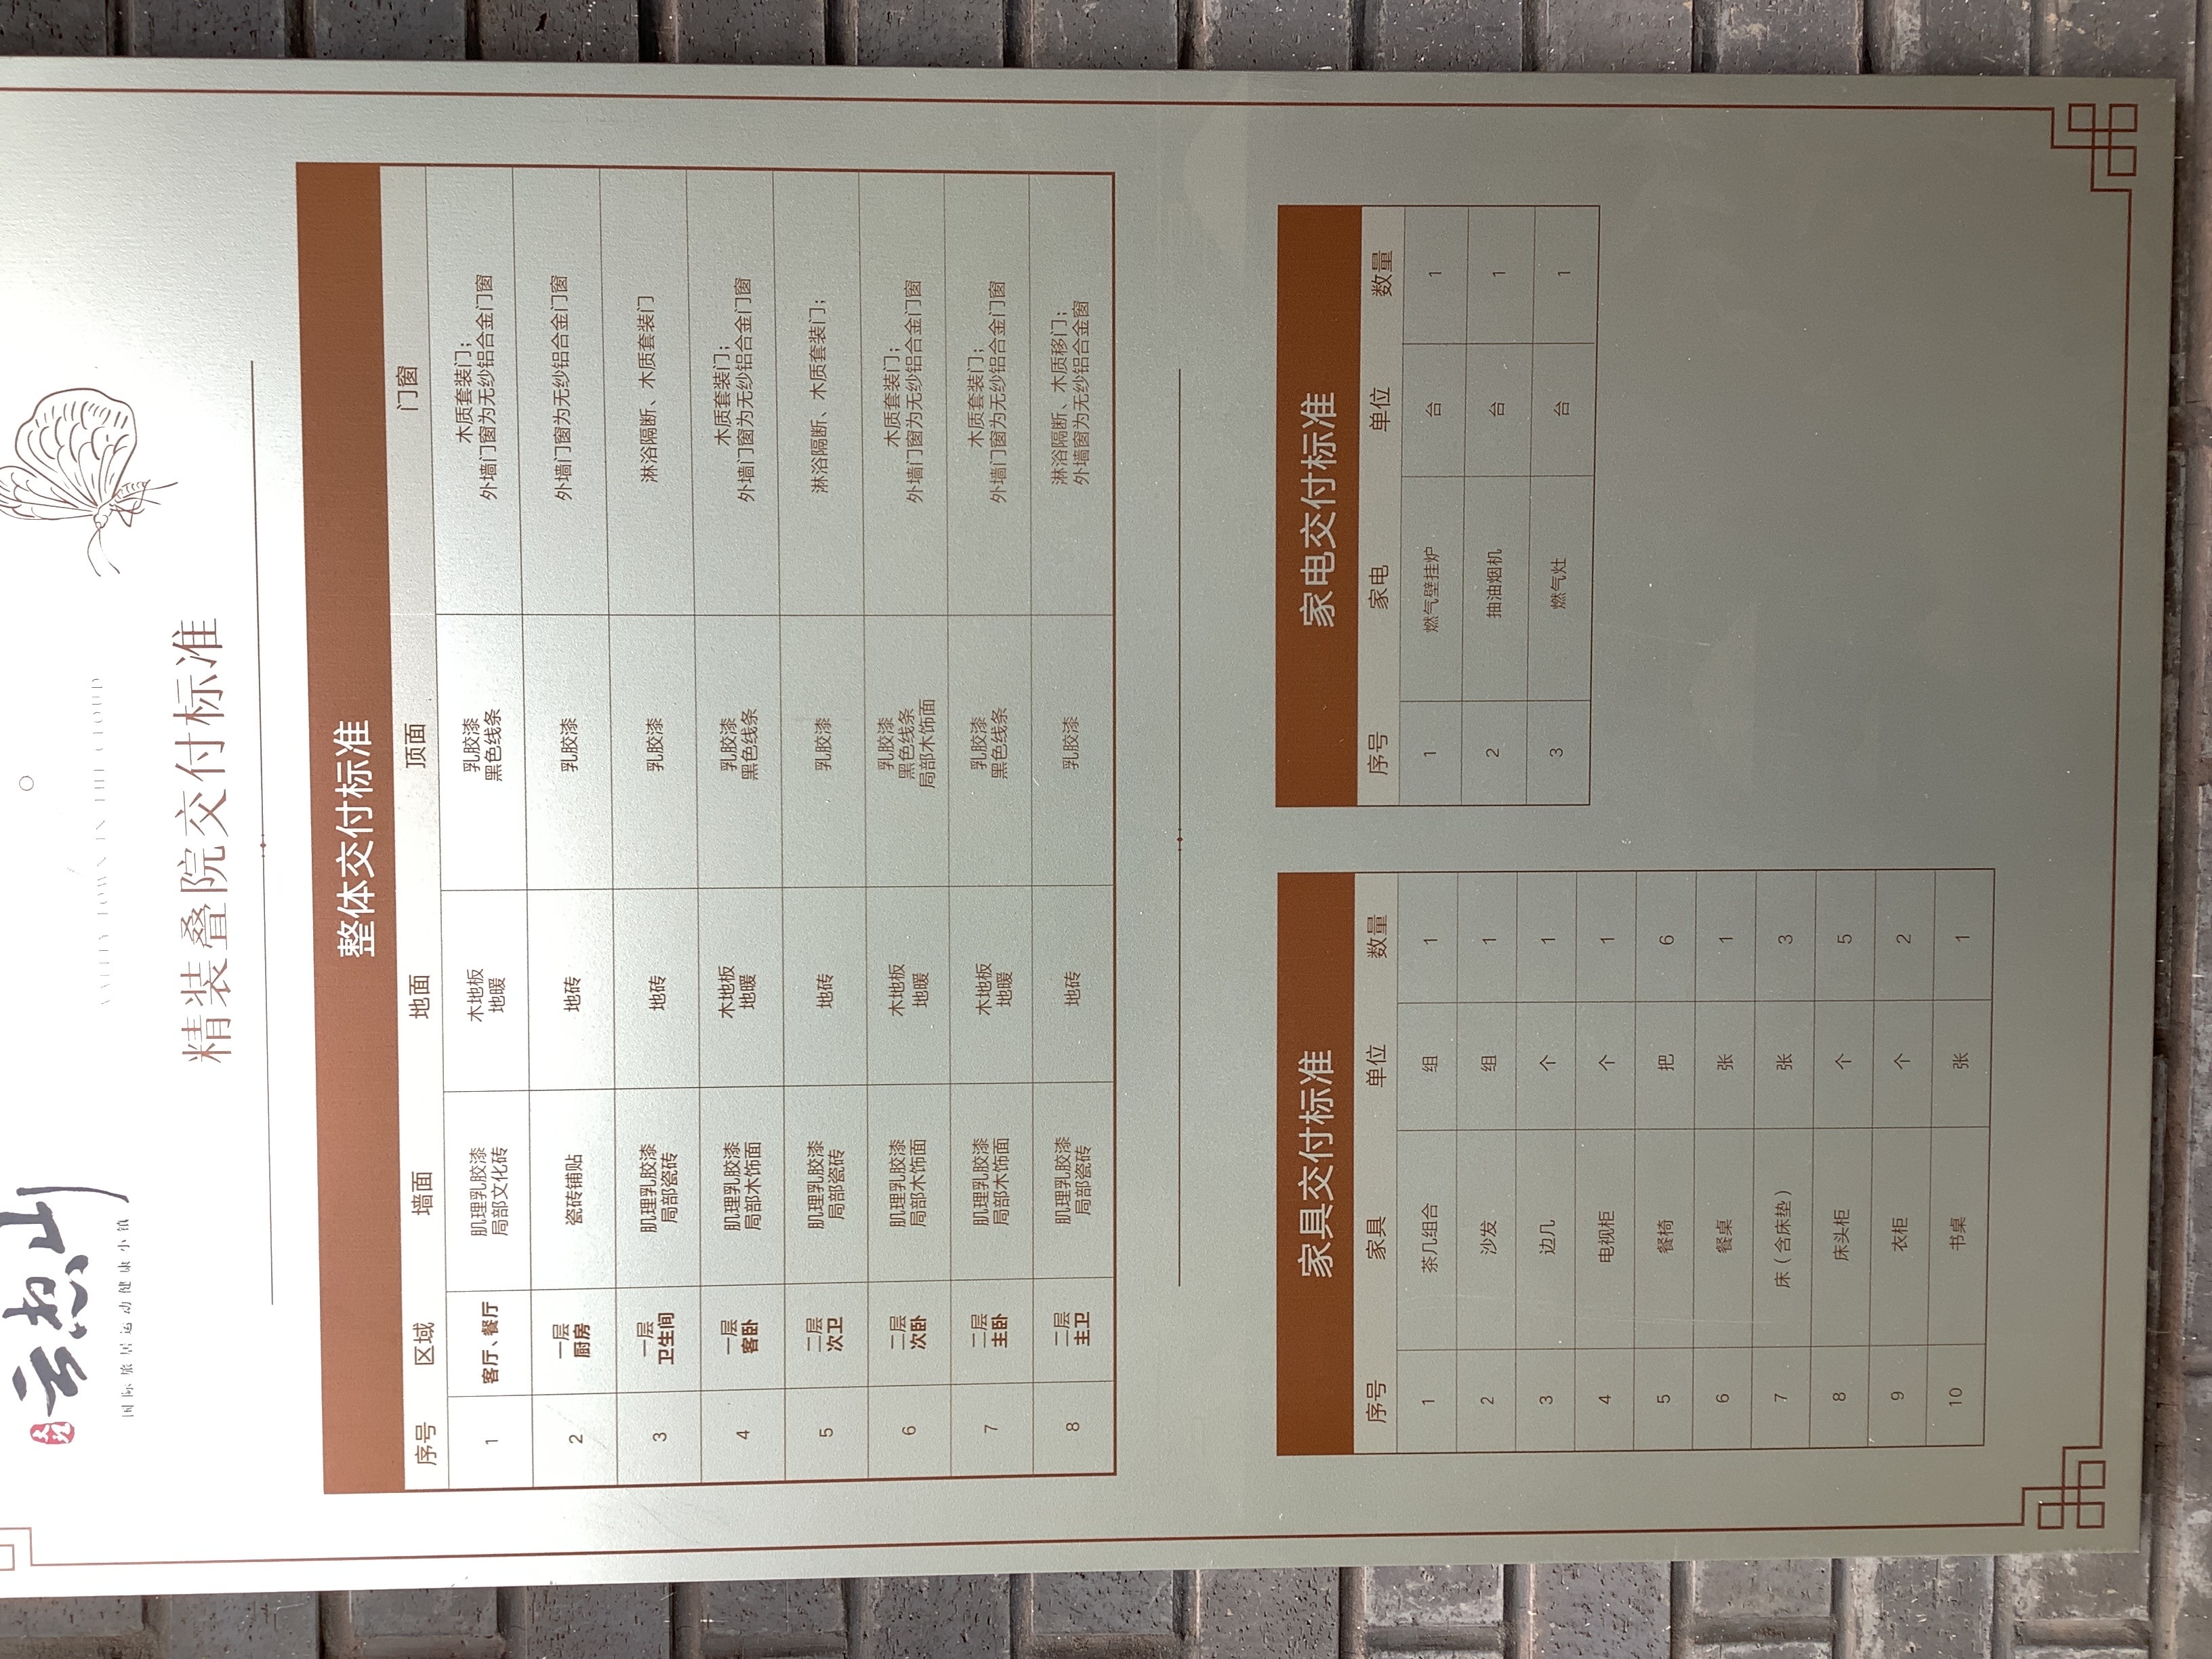 大理
云想山
国际旅居运动健康小镇
VALLEY TOWN IN THE CLOUD
精装叠院交付标准
整体交付标准
序号 区域 墙面 地面 顶面 门窗
1 客厅、餐厅 肌理乳胶漆 局部文化砖 木地板 地暖 乳胶漆 黑色线条 木质套装门； 外墙门窗为无纱铝合金门窗
2 一层 厨房 瓷砖铺贴 地砖 乳胶漆 外墙门窗为无纱铝合金门窗
3 一层 卫生间 肌理乳胶漆 局部瓷砖 地砖 乳胶漆 淋浴隔断、木质套装门
4 一层 客卧 肌理乳胶漆 局部木饰面 木地板 地暖 乳胶漆 黑色线条 木质套装门； 外墙门窗为无纱铝合金门窗
5 二层 次卫 肌理乳胶漆 局部瓷砖 地砖 乳胶漆 淋浴隔断、木质套装门；
6 二层 次卧 肌理乳胶漆 局部木饰面 木地板 地暖 乳胶漆 黑色线条 局部木饰面 木质套装门； 外墙门窗为无纱铝合金门窗
7 二层 主卧 肌理乳胶漆 局部木饰面 木地板 地暖 乳胶漆 黑色线条 木质套装门； 外墙门窗为无纱铝合金门窗
8 二层 主卫 肌理乳胶漆 局部瓷砖 地砖 乳胶漆 淋浴隔断、木质移门； 外墙窗为无纱铝合金窗
家具交付标准
序号 家具 单位 数量
1 茶几组合 组 1
2 沙发 组 1
3 边几 个 1
4 电视柜 个 1
5 餐椅 把 6
6 餐桌 张 1
7 床（含床垫） 张 3
8 床头柜 个 5
9 衣柜 个 2
10 书桌 张 1
家电交付标准
序号 家电 单位 数量
1 燃气壁挂炉 台 1
2 抽油烟机 台 1
3 燃气灶 台 1